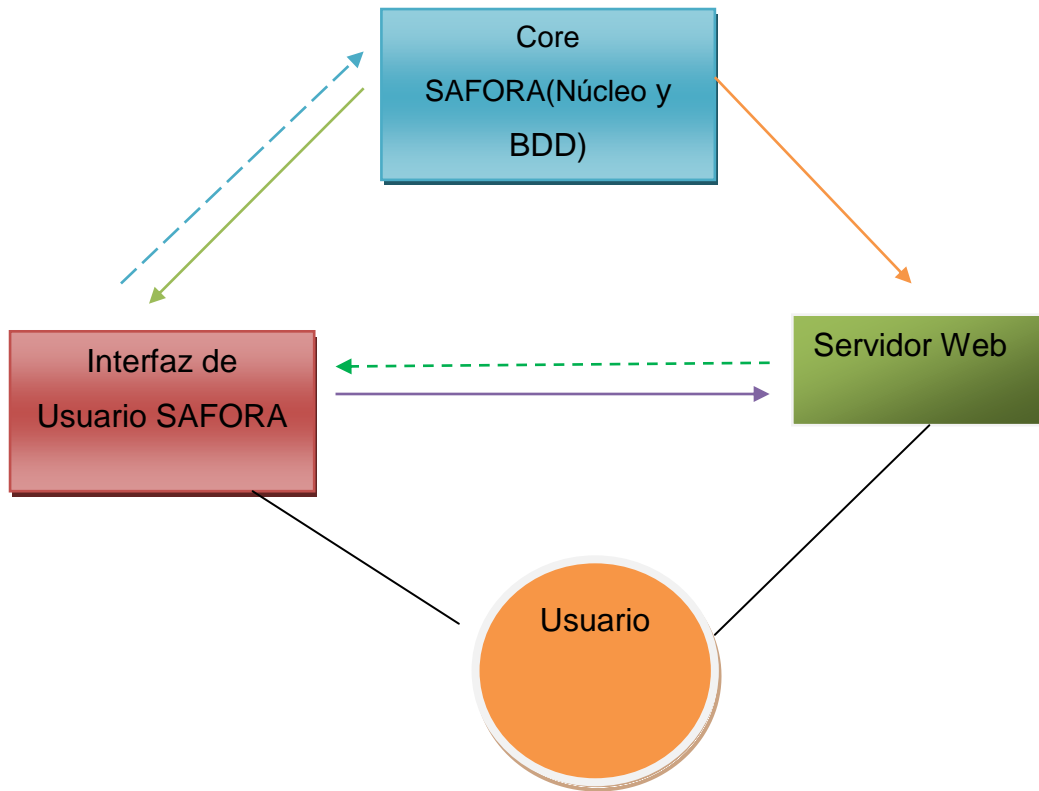 Core
SAFORA(Núcleo y
BDD)
Interfaz de
Usuario SAFORA
Servidor Web
Usuario